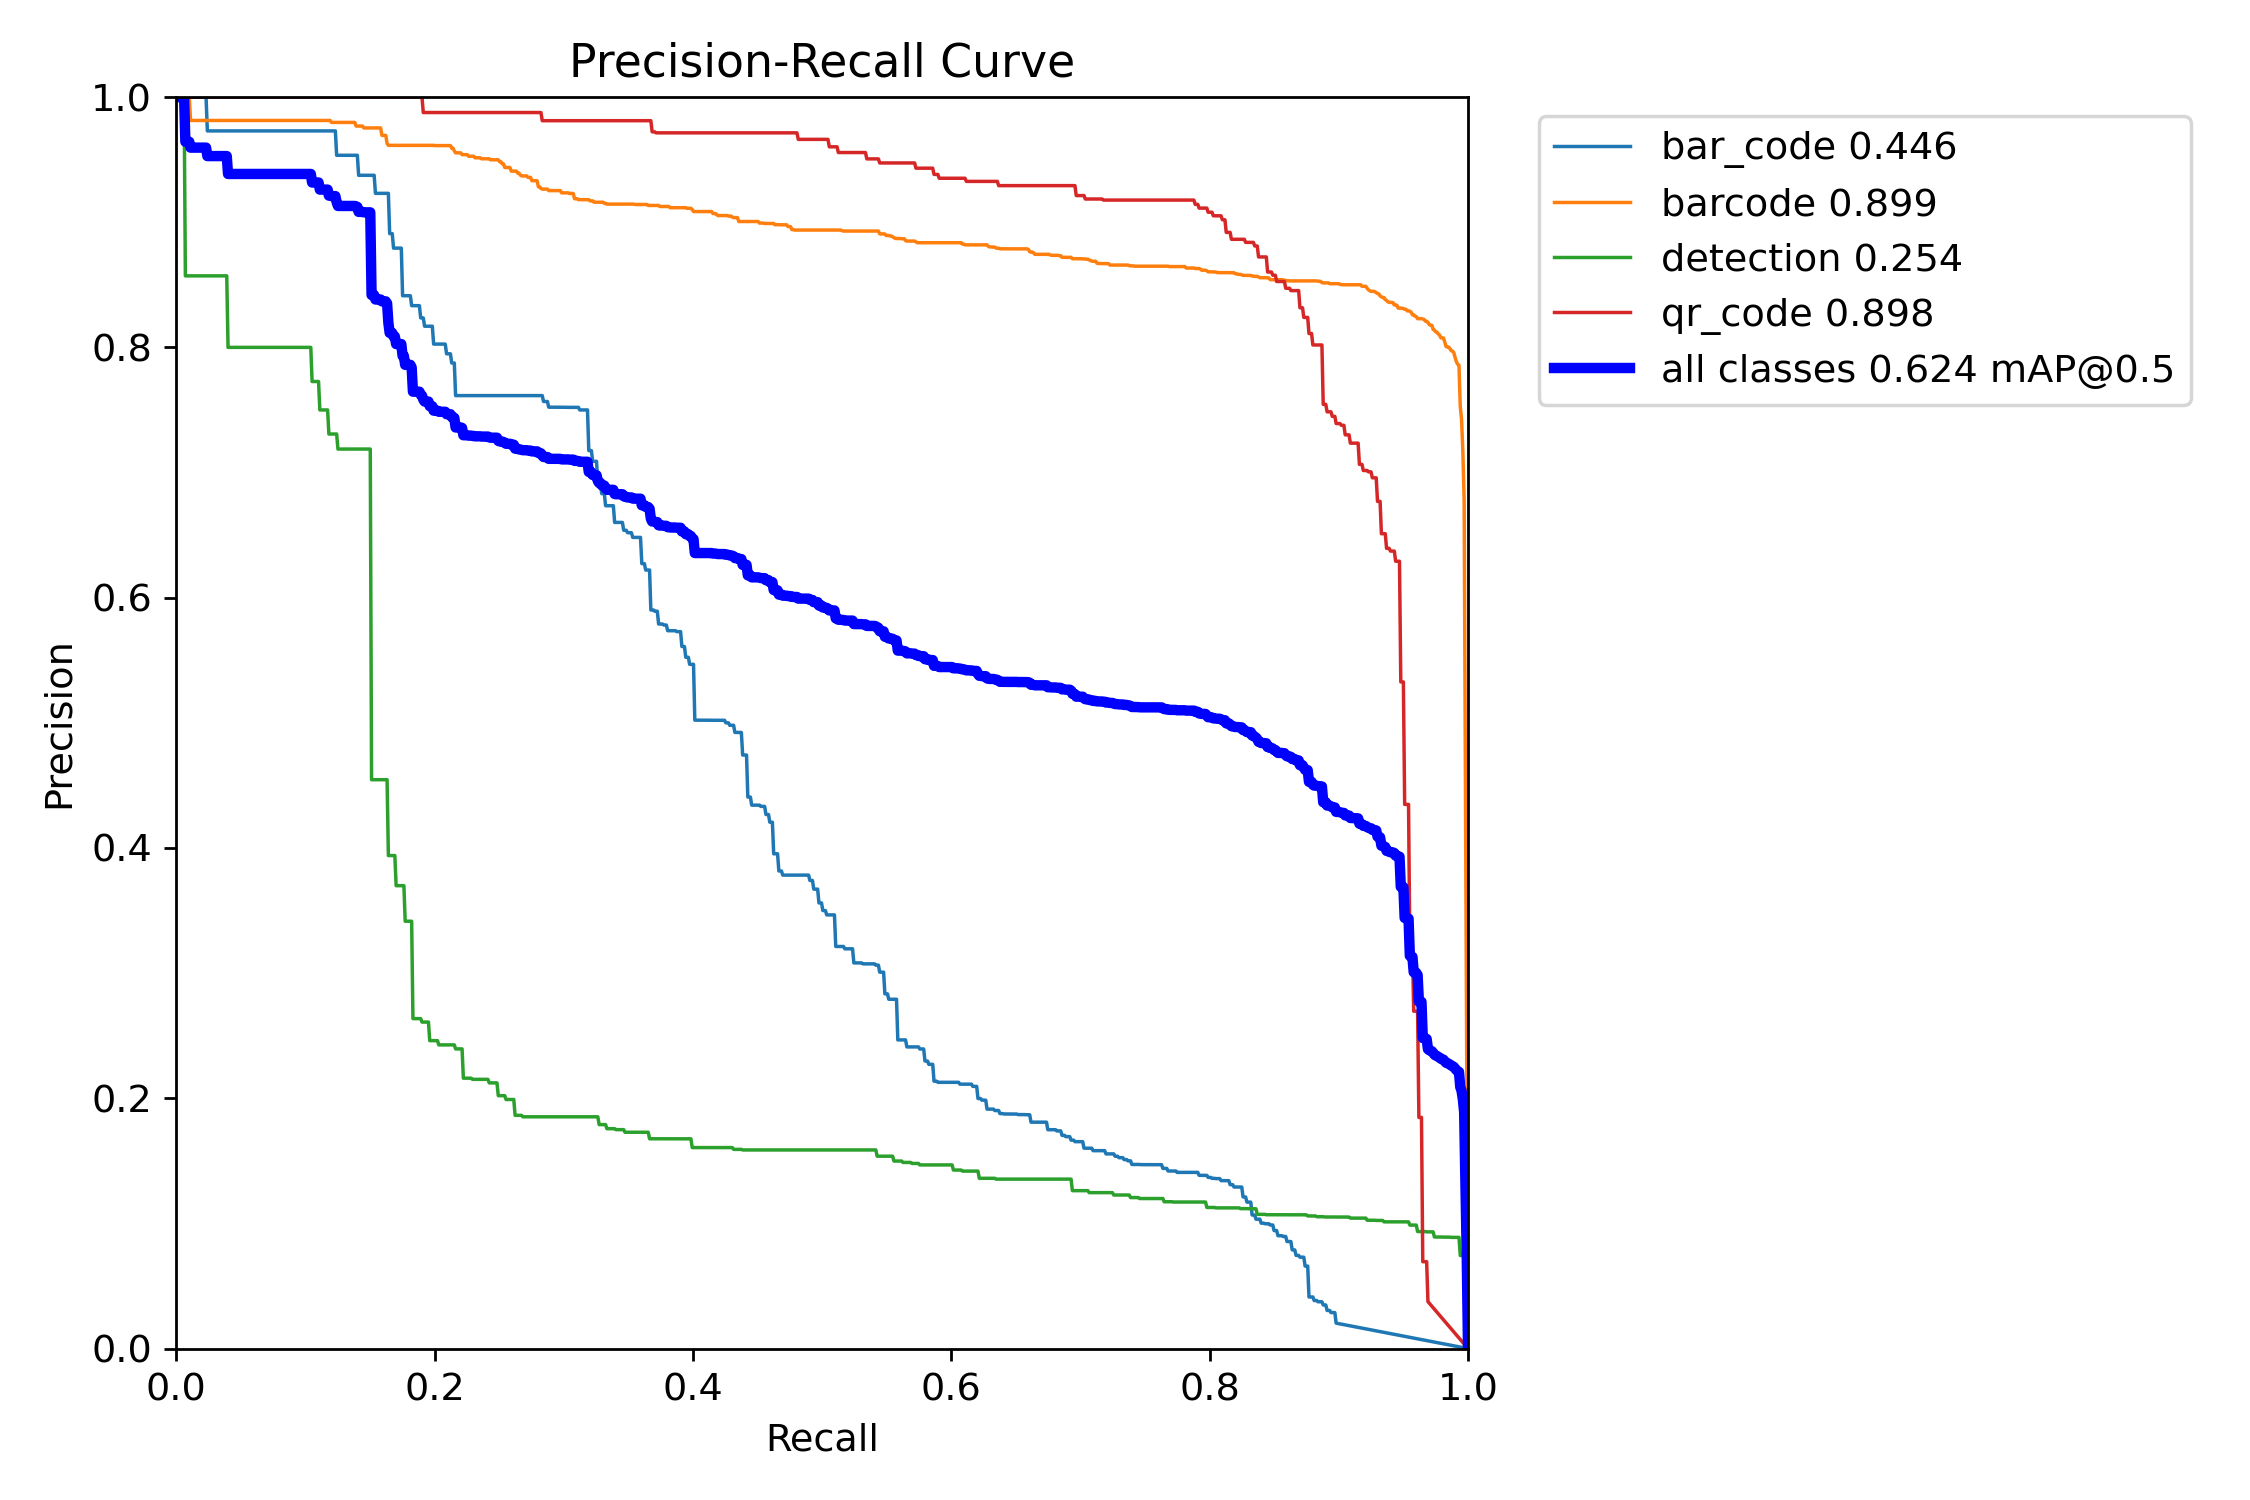 Precision-Recall Curve
1.0
0.8
0.6
0.4
0.2
0.0
Precision
0.0 0.2 0.4 0.6 0.8 1.0
Recall
bar_code 0.446
barcode 0.899
detection 0.254
qr_code 0.898
all classes 0.624 mAP@0.5